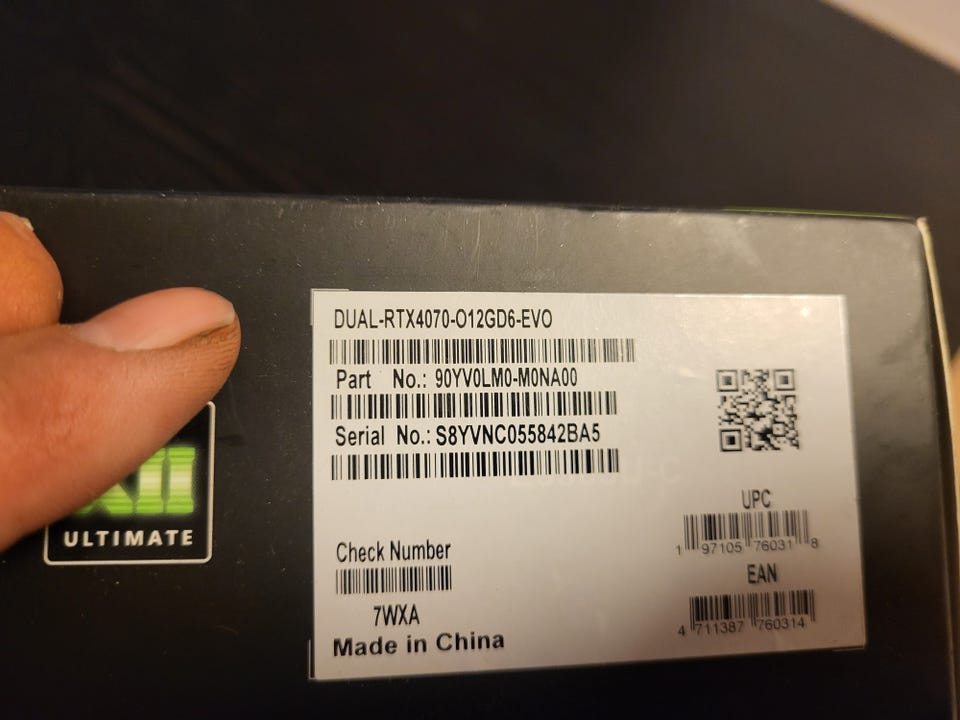 DUAL-RTX4070-O12GD6-EVO
Part No.: 90YV0LM0-M0NA00
Serial No.: S8YVNC055842BA5
Check Number
7WXA
Made in China
UPC
1 97105 76031 8
EAN
4 711387 760314
XII
ULTIMATE